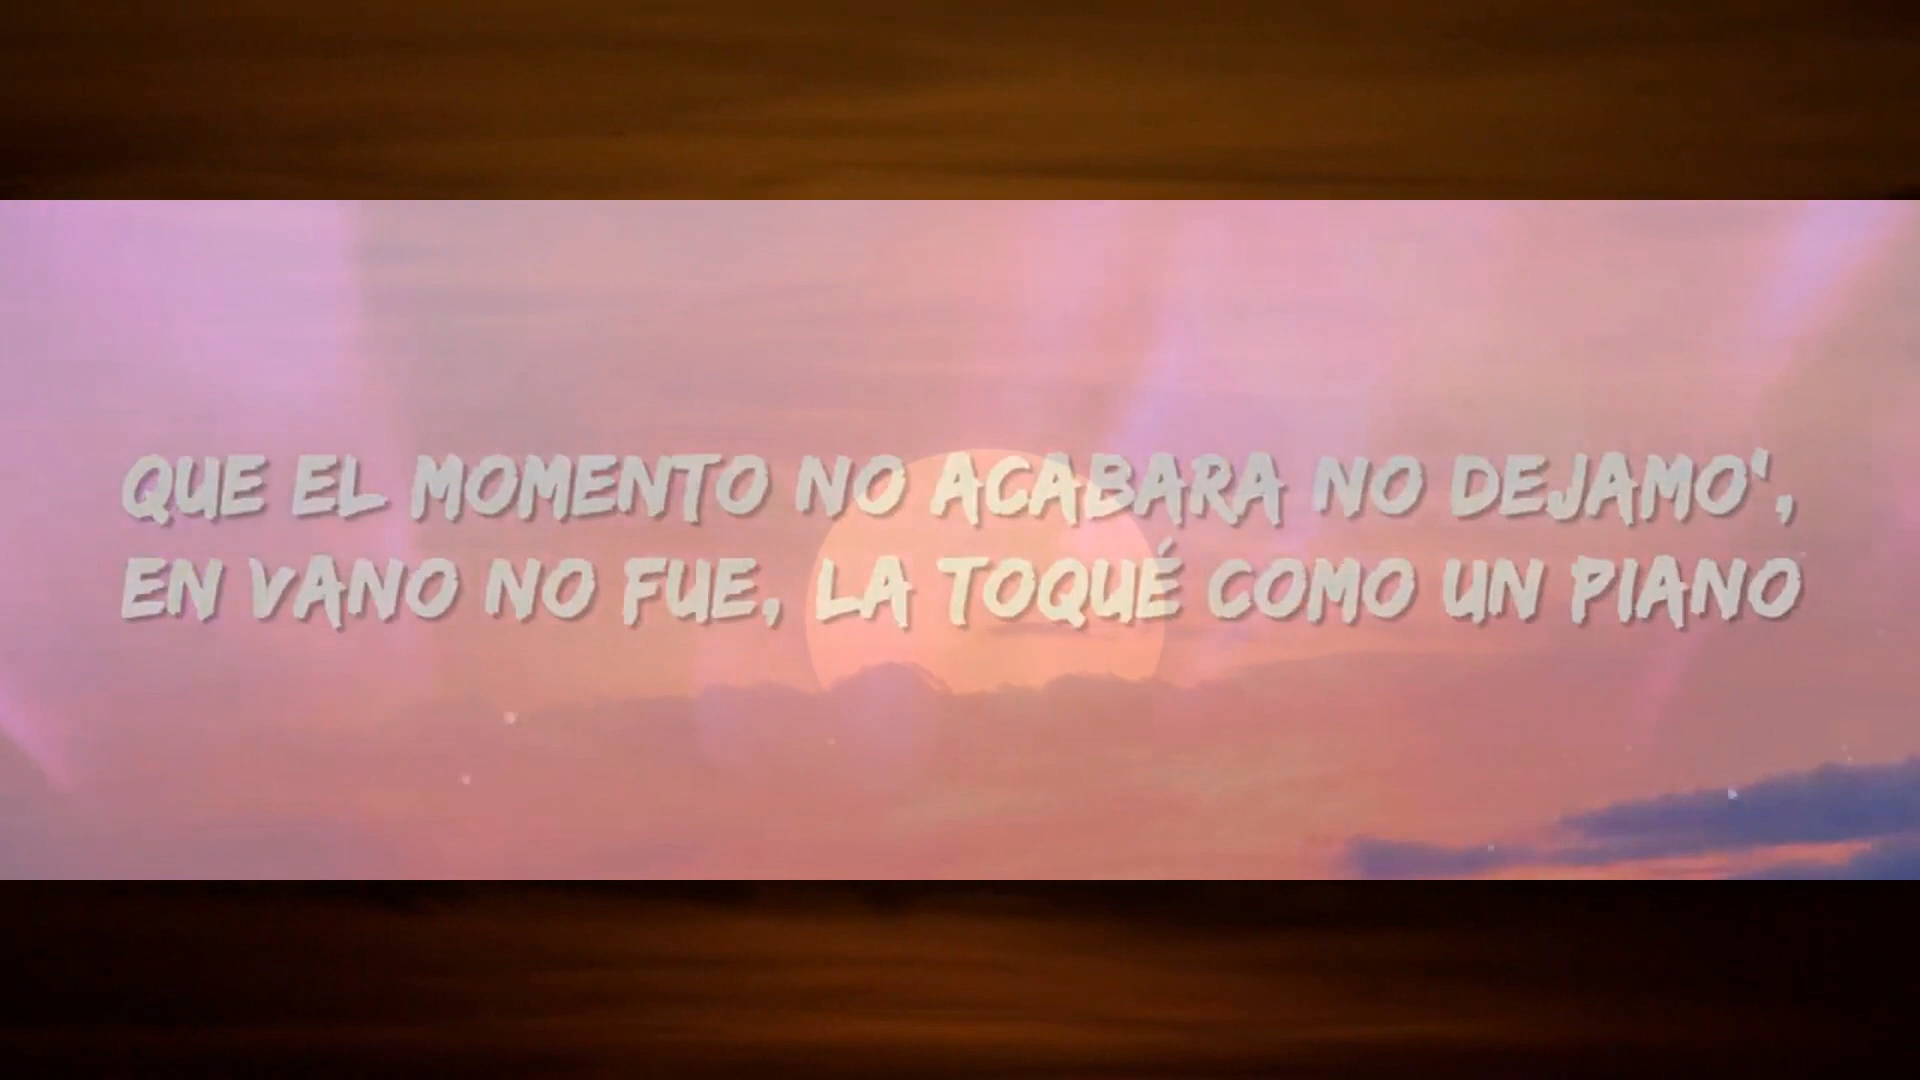 QUE EL MOMENTO NO ACABARA NO DEJAMO',
EN VANO NO FUE, LA TOQUÉ COMO UN PIANO